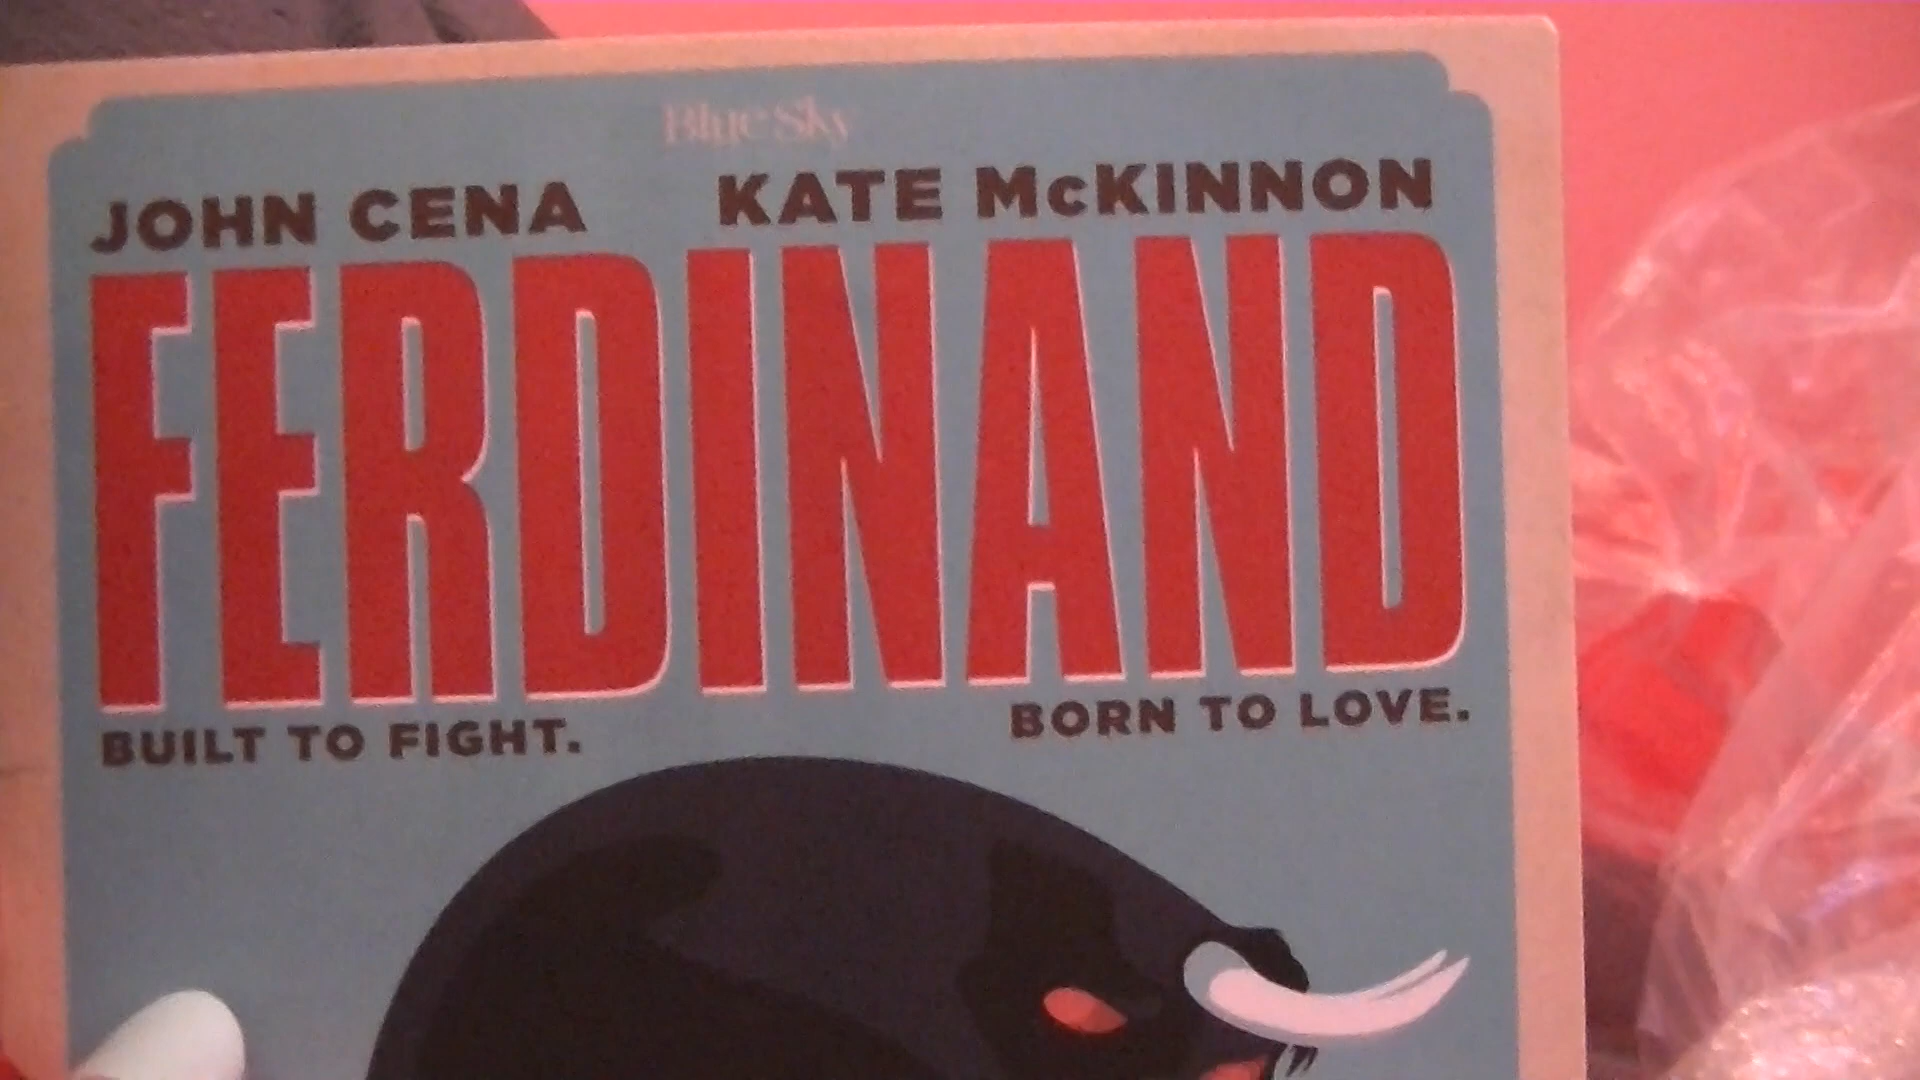 Blue Sky
JOHN CENA KATE McKINNON
FERDINAND
BUILT TO FIGHT. BORN TO LOVE.